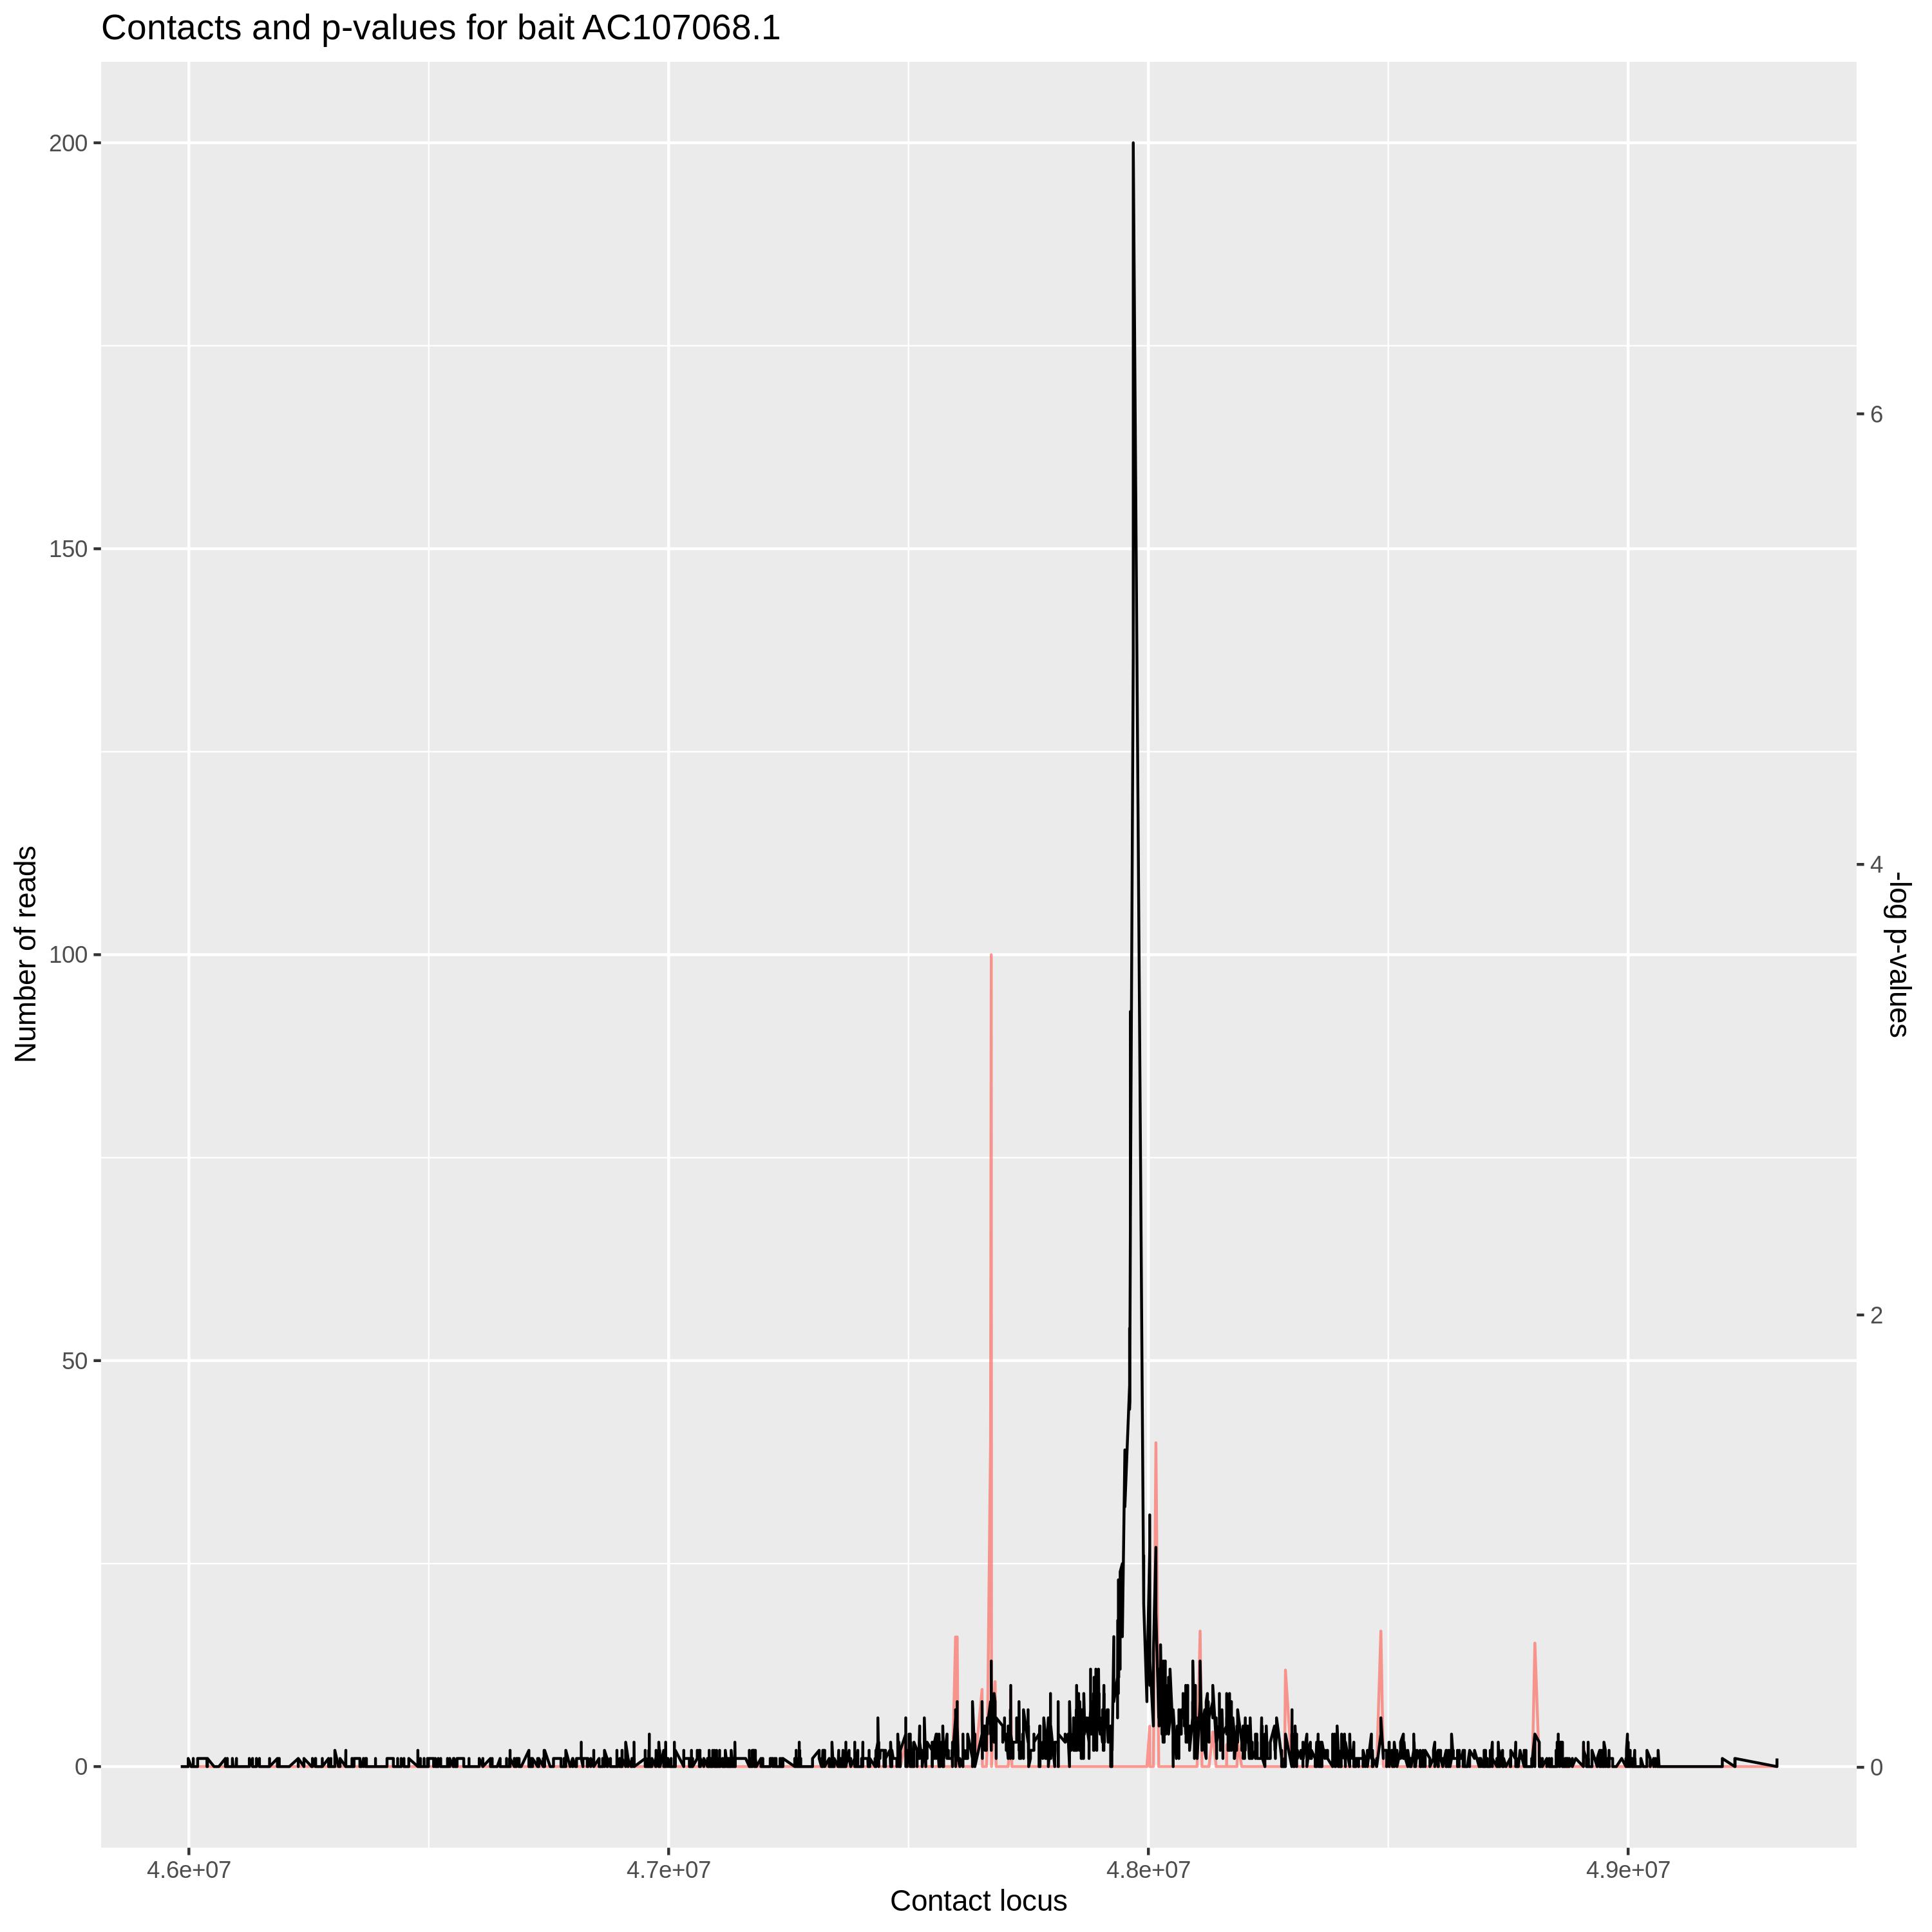 Contacts and p-values for bait AC107068.1
Number of reads
200
150
100
50
0
6
4
2
0
-log p-values
4.6e+07
4.7e+07
4.8e+07
4.9e+07
Contact locus